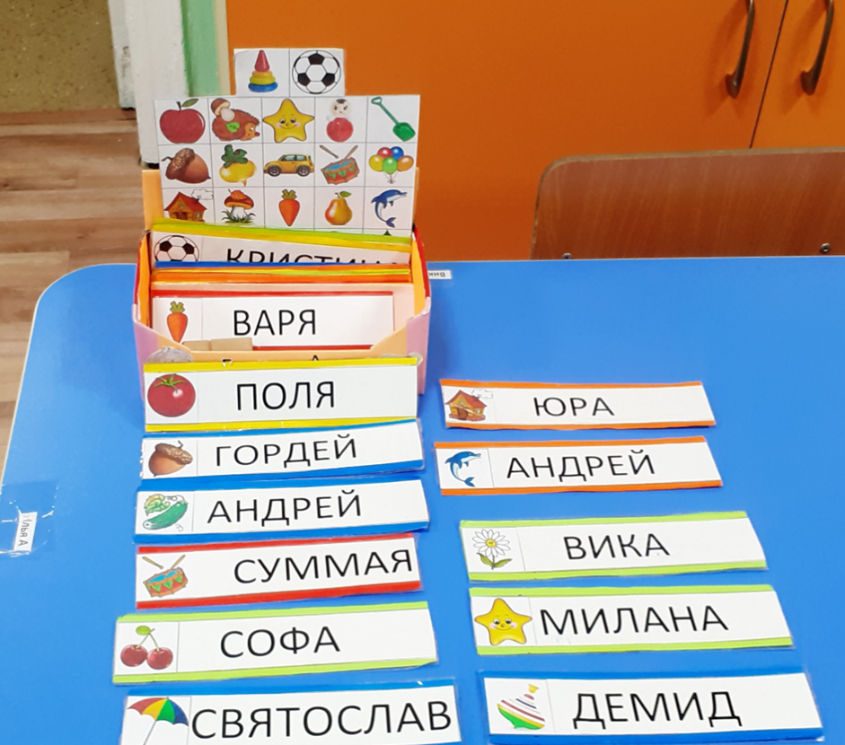 ВАРЯ
ПОЛЯ
ГОРДЕЙ
АНДРЕЙ
СУММАЯ
СОФА
СВЯТОСЛАВ
ЮРА
АНДРЕЙ
ВИКА
МИЛАНА
ДЕМИД